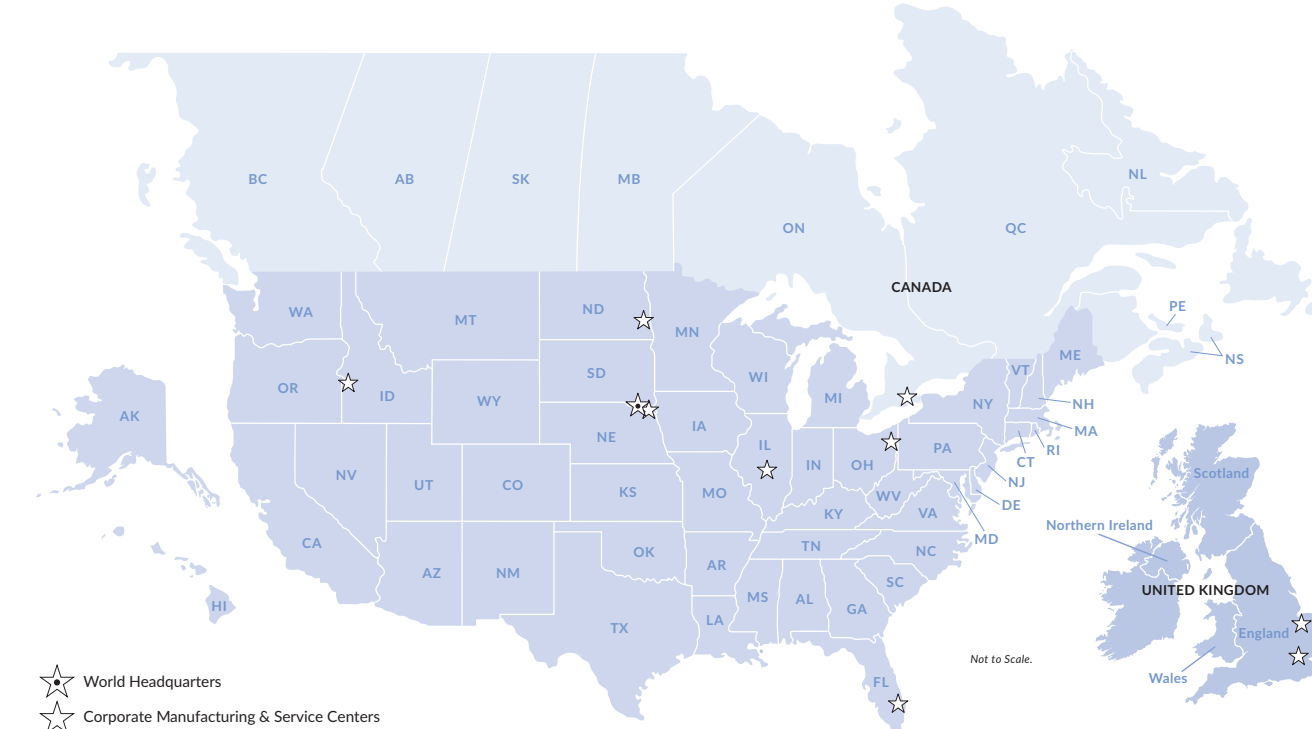 NL
BC
AB
SK
MB
ON
QC
CANADA
PE
NS
WA
MT
ND
MN
ME
VT
OR
ID
WY
SD
WI
MI
NY
NH
MA
AK
NE
IA
IL
IN
OH
PA
RI
CT
NJ
NV
UT
CO
KS
MO
WV
DE
KY
VA
MD
Scotland
Northern Ireland
CA
AZ
NM
OK
AR
TN
NC
SC
UNITED KINGDOM
HI
TX
LA
MS
AL
GA
England
Not to Scale.
Wales
FL
World Headquarters
Corporate Manufacturing & Service Centers